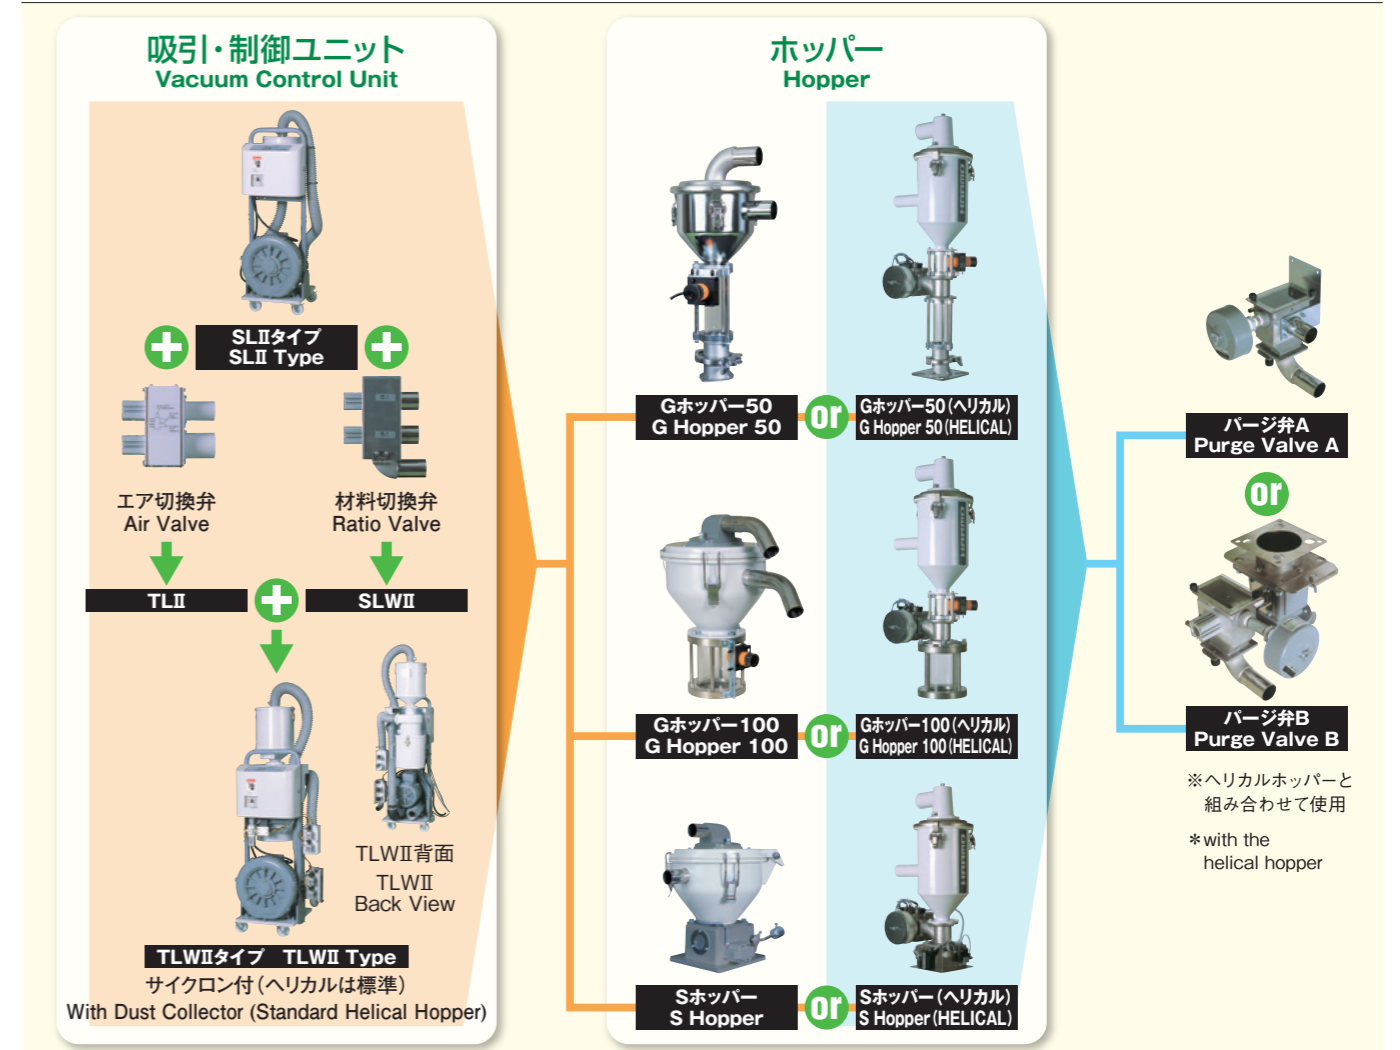 吸引・制御ユニット
Vacuum Control Unit
SLⅡタイプ
SLⅡ Type
エア切換弁
Air Valve
材料切換弁
Ratio Valve
TLⅡ
SLWⅡ
TLWⅡ背面
TLWⅡ
Back View
TLWⅡタイプ TLWⅡ Type
サイクロン付(ヘリカルは標準)
With Dust Collector (Standard Helical Hopper)
ホッパー
Hopper
Gホッパー50
G Hopper 50
or
Gホッパー50(ヘリカル)
G Hopper 50(HELICAL)
Gホッパー100
G Hopper 100
or
Gホッパー100(ヘリカル)
G Hopper 100(HELICAL)
Sホッパー
S Hopper
or
Sホッパー(ヘリカル)
S Hopper(HELICAL)
パージ弁A
Purge Valve A
or
パージ弁B
Purge Valve B
※ヘリカルホッパーと
組み合わせて使用
＊with the
helical hopper